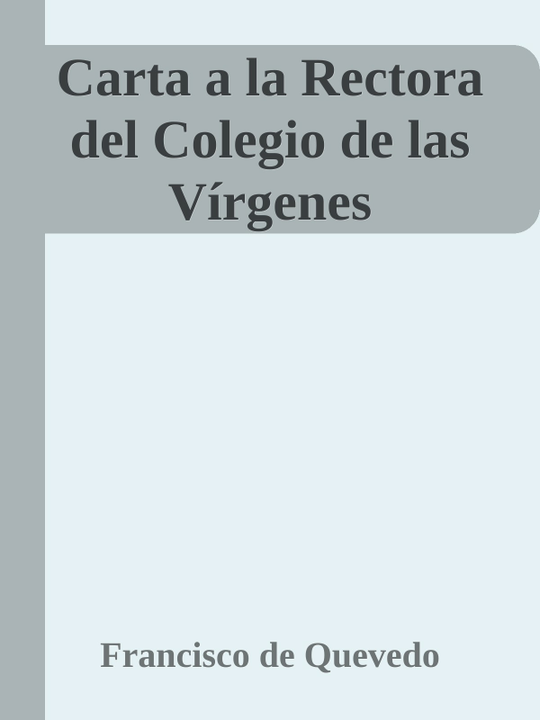 Carta a la Rectora
del Colegio de las
Vírgenes
Francisco de Quevedo